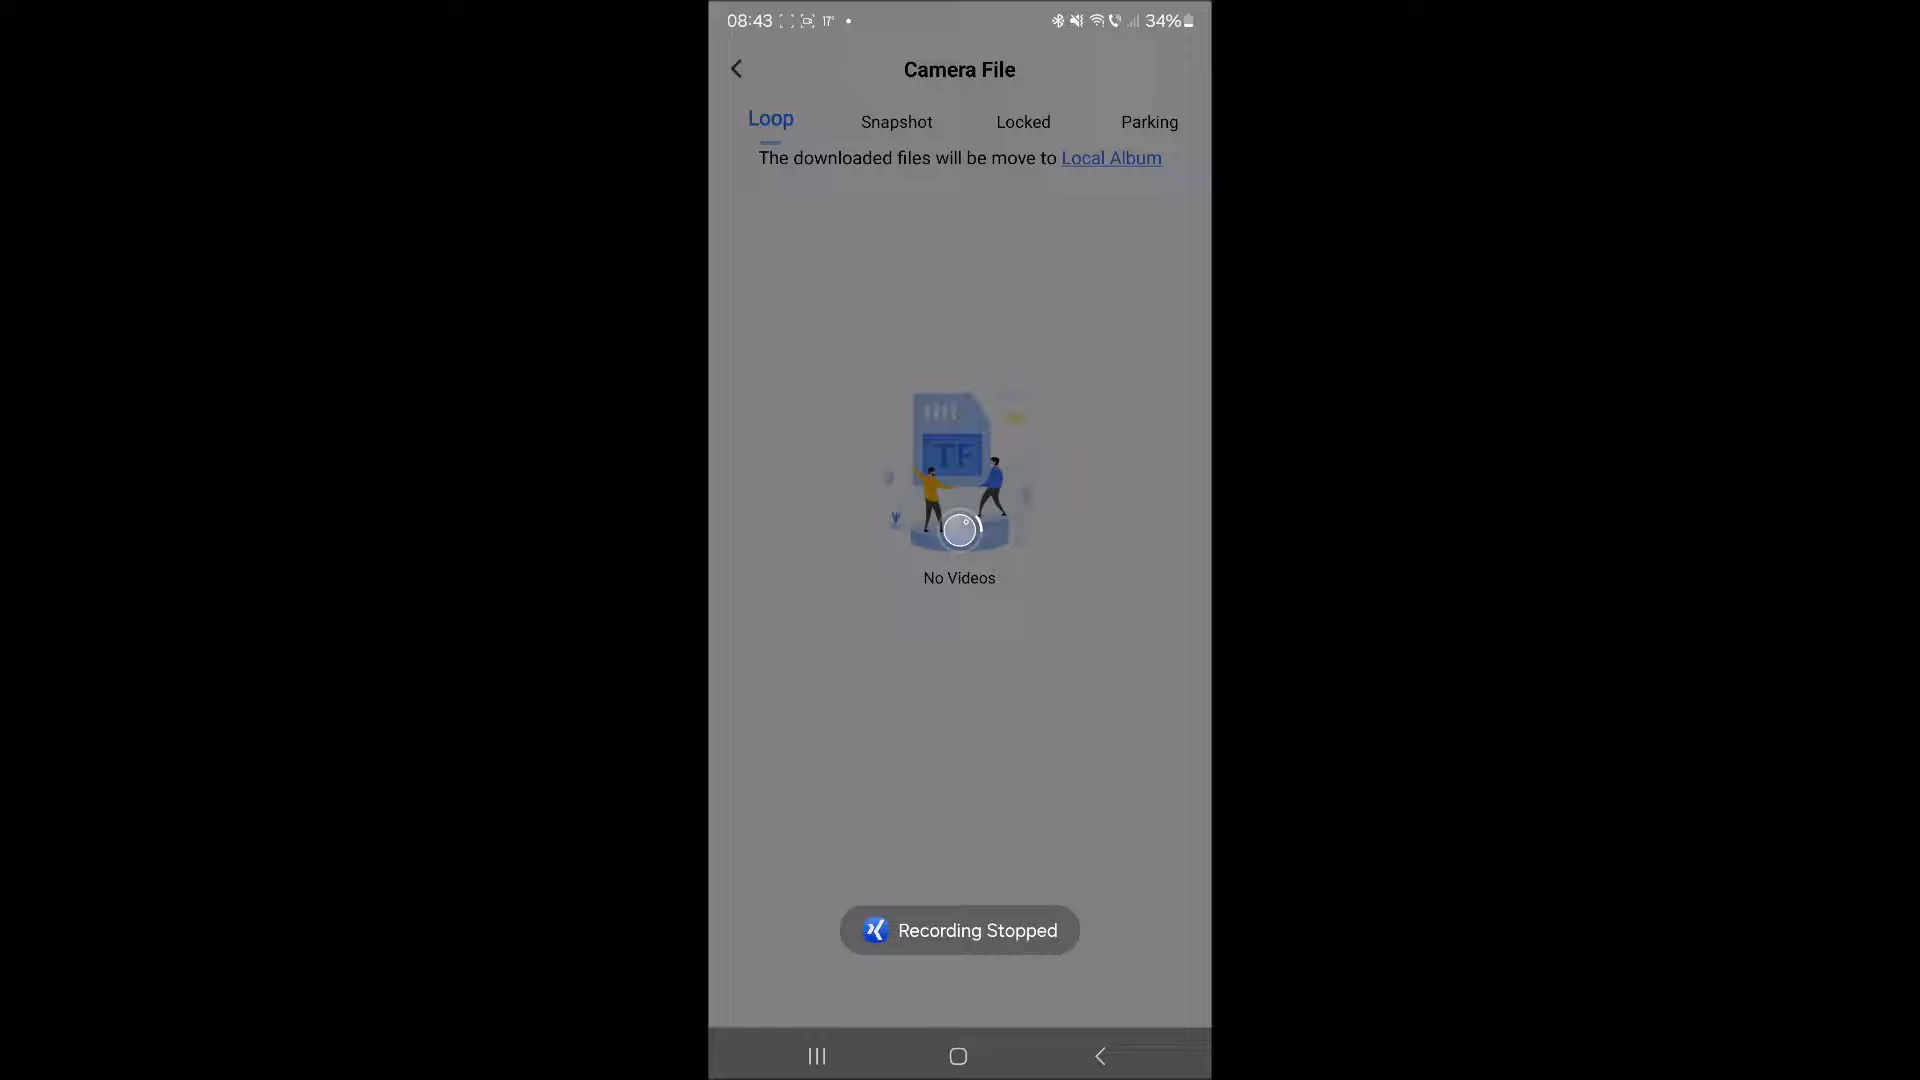 08:43 17° 34%
Camera File
Loop Snapshot Locked Parking
The downloaded files will be move to Local Album
TF
No Videos
Recording Stopped